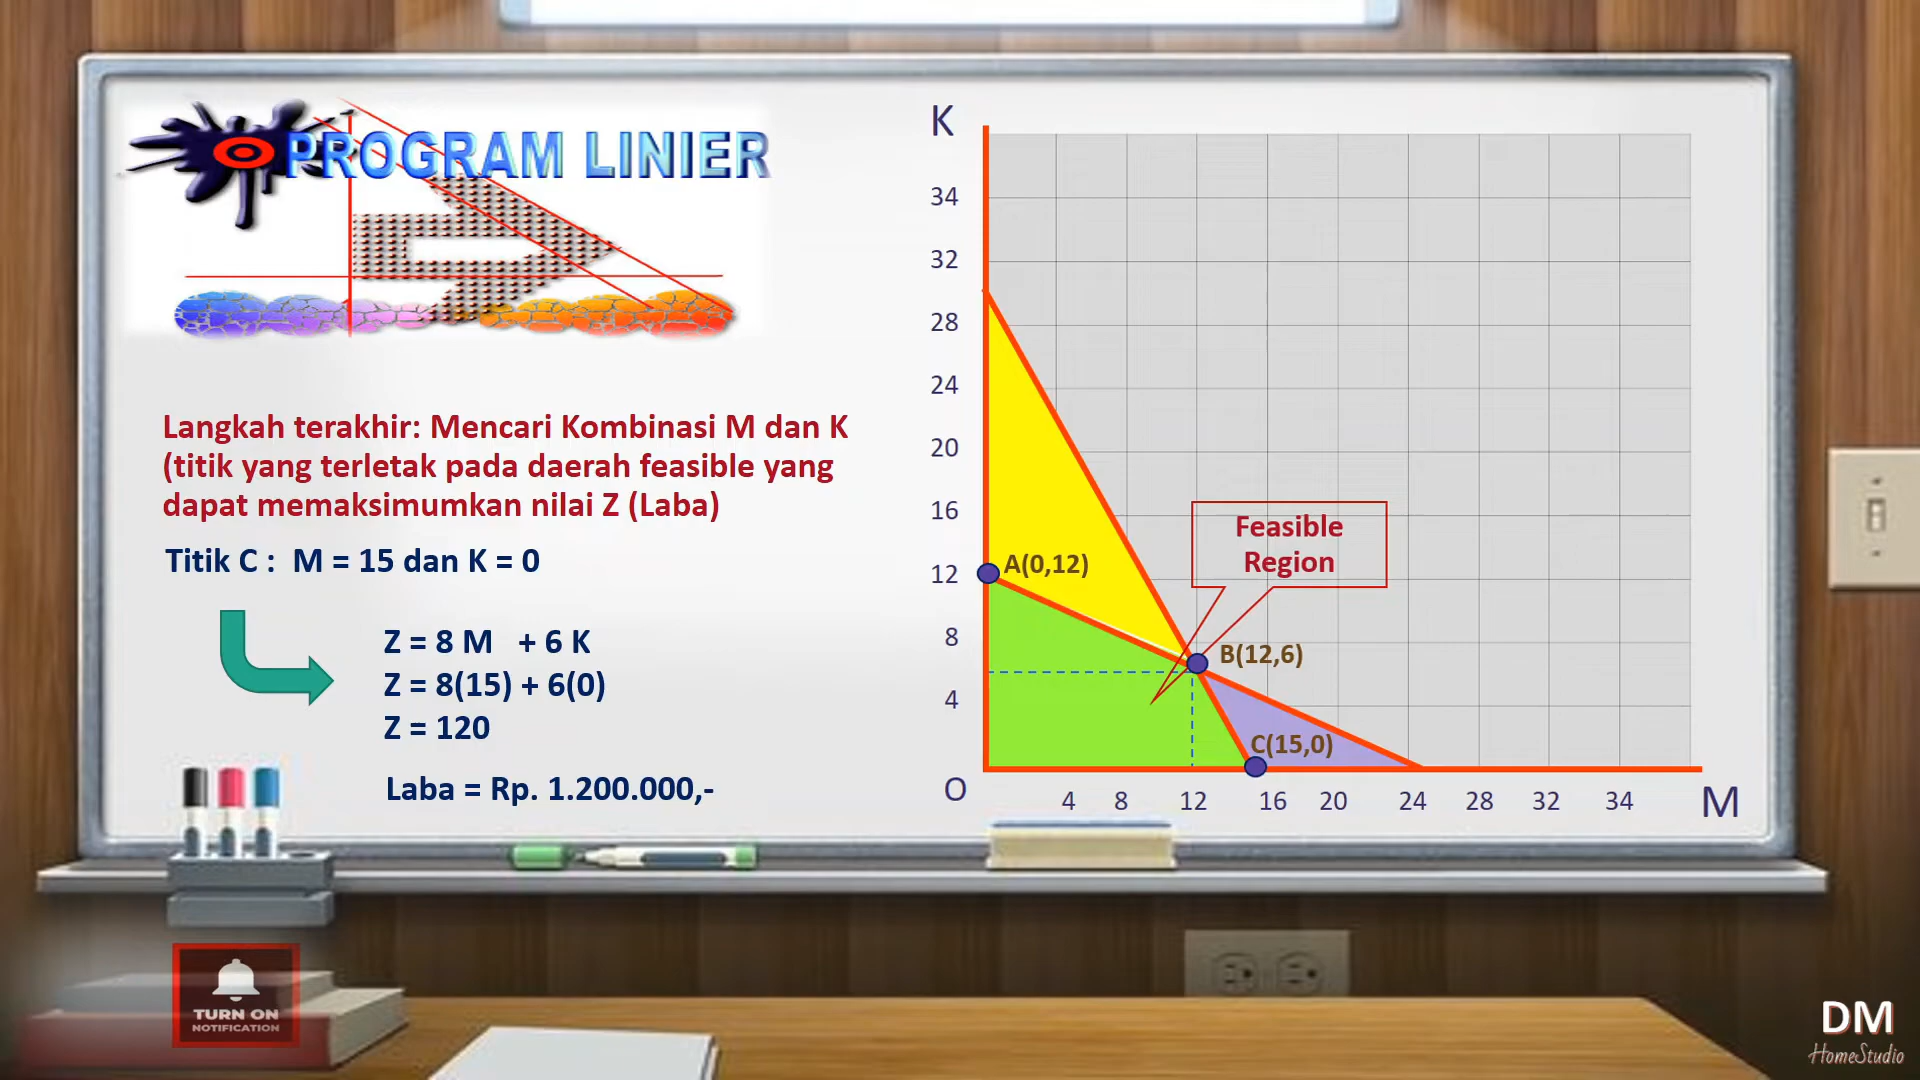 PROGRAM LINIER
Langkah terakhir: Mencari Kombinasi M dan K
(titik yang terletak pada daerah feasible yang
dapat memaksimumkan nilai Z (Laba)
Titik C : M = 15 dan K = 0
Z = 8 M + 6 K
Z = 8(15) + 6(0)
Z = 120
Laba = Rp. 1.200.000,-
K
34
32
28
24
20
16
12
8
4
O
4 8 12 16 20 24 28 32 34
M
Feasible
Region
A(0,12)
B(12,6)
C(15,0)
TURN ON
NOTIFICATION
DM
HomeStudio